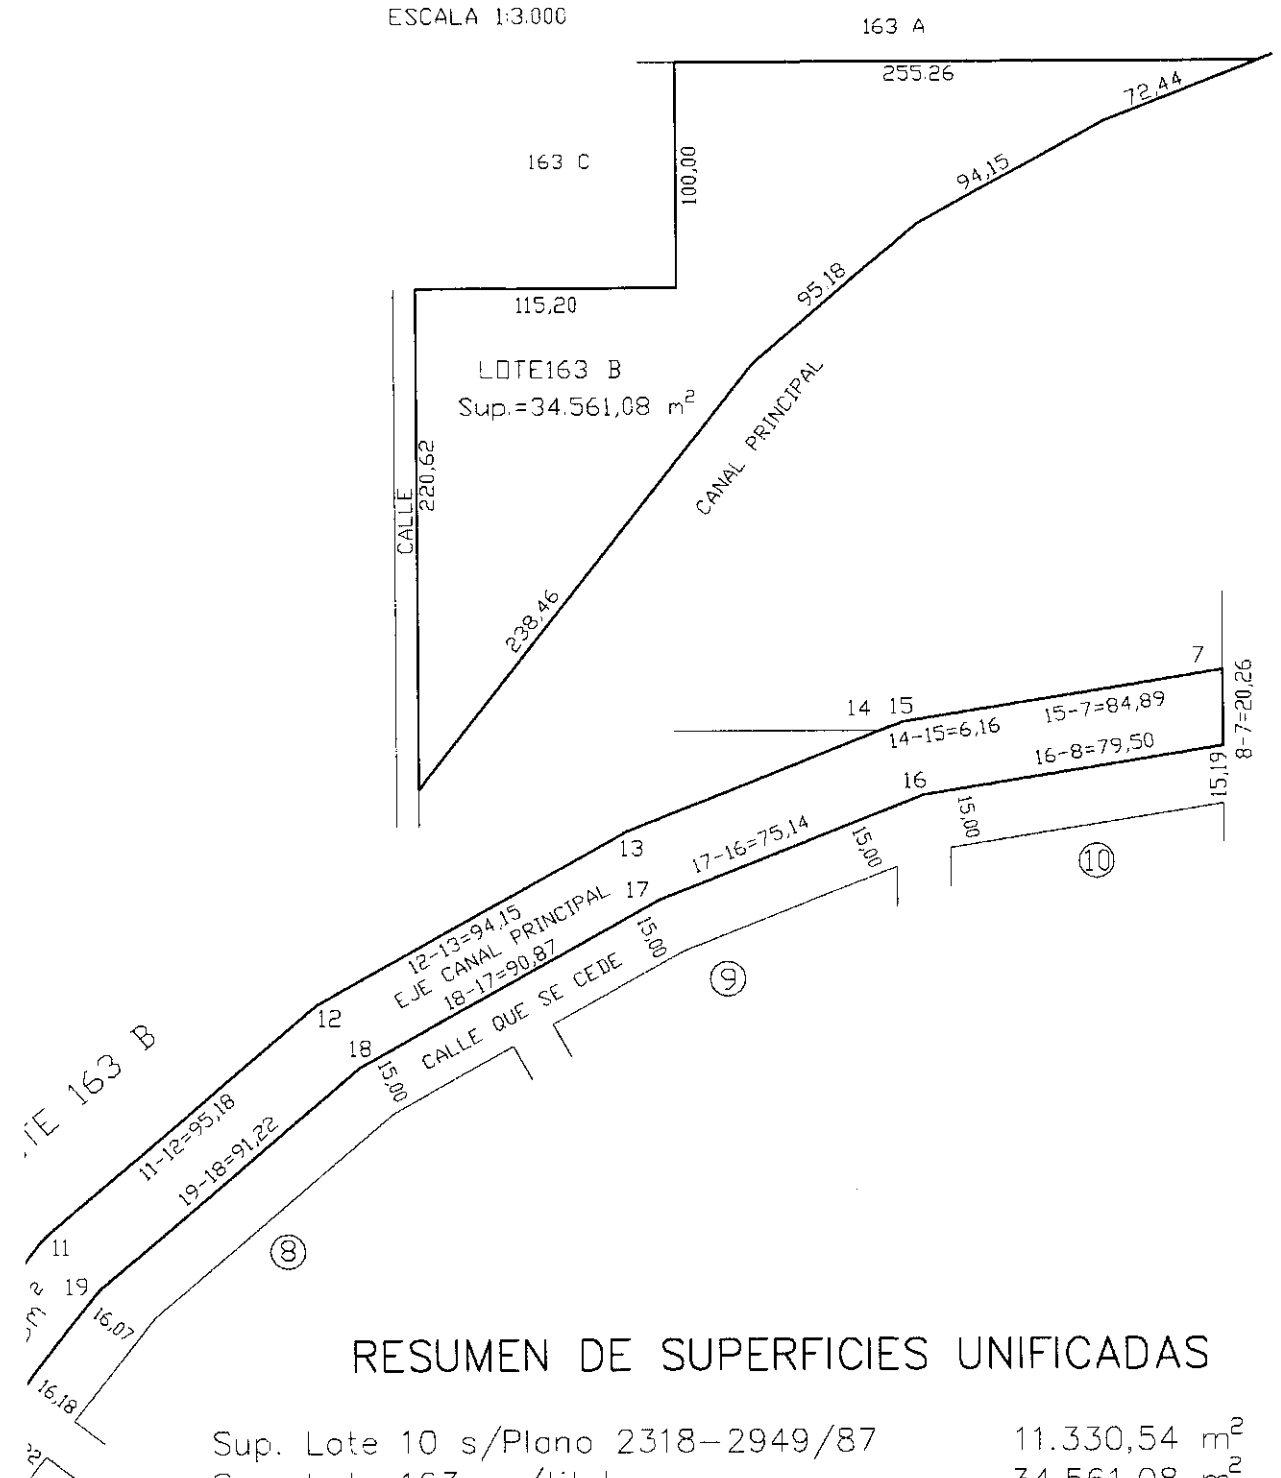 ESCALA 1:3.000
163 A
255.26
72,44
163 C
100,00
94,15
95.18
115,20
LOTE163 B
Sup.=34.561,08 m²
CANAL PRINCIPAL
220,62
CALLE
238,46
7
14 15
15-7=84,89
14-15=6,16
8-7=20,26
16-8=79,50
16
15,19
15,00
13
17-16=75,14
15,00
10
17
12-13=94,15
EJE CANAL PRINCIPAL
18-17=90,87
15,00
9
12
CALLE QUE SE CEDE
18
15,00
163 B
11-12=95,18
19-18=91,22
11
8
19
16,07
16,18
RESUMEN DE SUPERFICIES UNIFICADAS
Sup. Lote 10 s/Plano 2318-2949/87 11.330,54 m²
34.561,08 m²